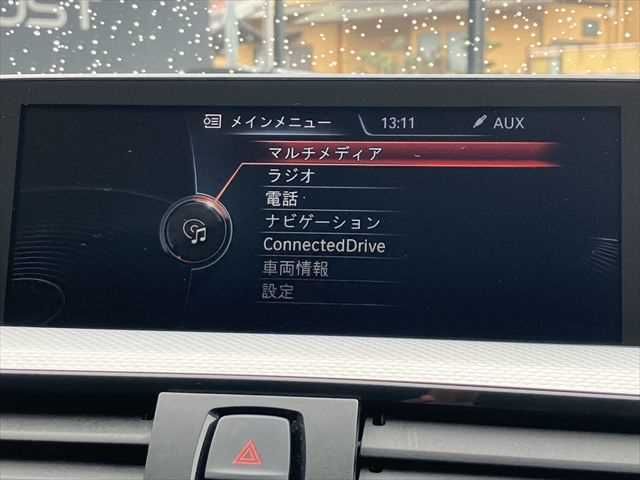 UST
メインメニュー 13:11 AUX
マルチメディア
ラジオ
電話
ナビゲーション
ConnectedDrive
車両情報
設定